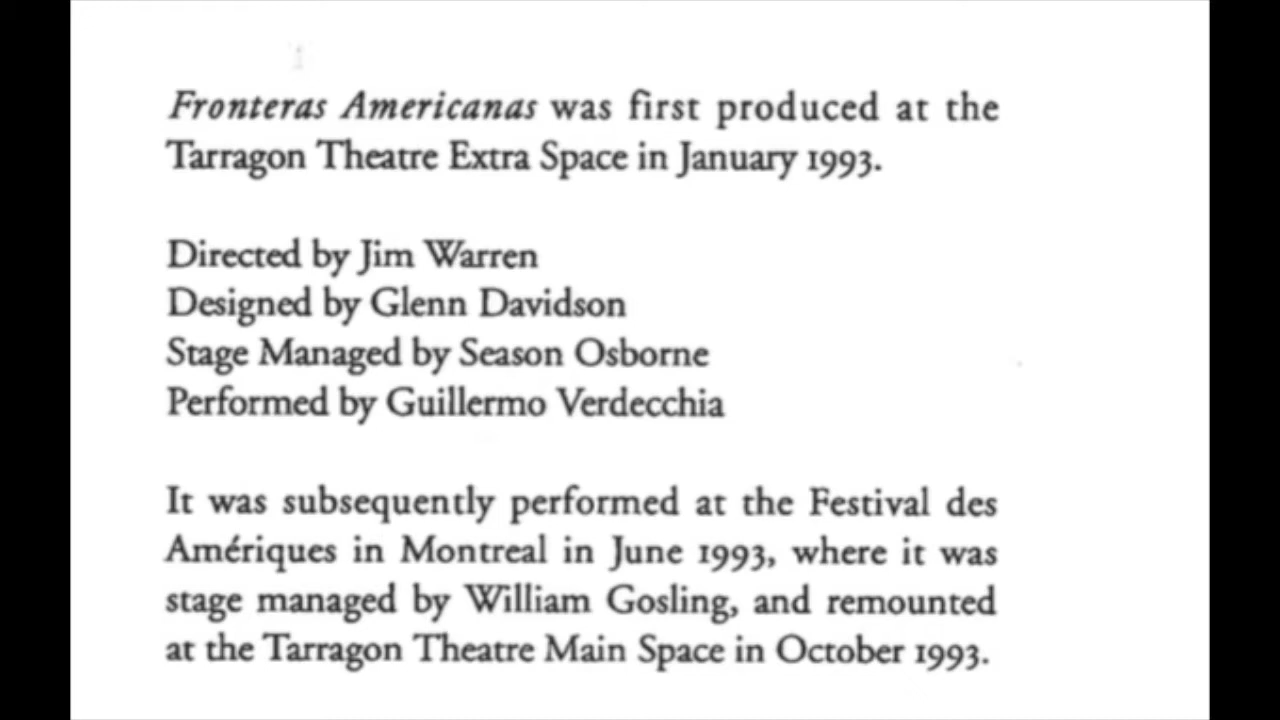 Fronteras Americanas was first produced at the
Tarragon Theatre Extra Space in January 1993.
Directed by Jim Warren
Designed by Glenn Davidson
Stage Managed by Season Osborne
Performed by Guillermo Verdecchia
It was subsequently performed at the Festival des
Amériques in Montreal in June 1993, where it was
stage managed by William Gosling, and remounted
at the Tarragon Theatre Main Space in October 1993.